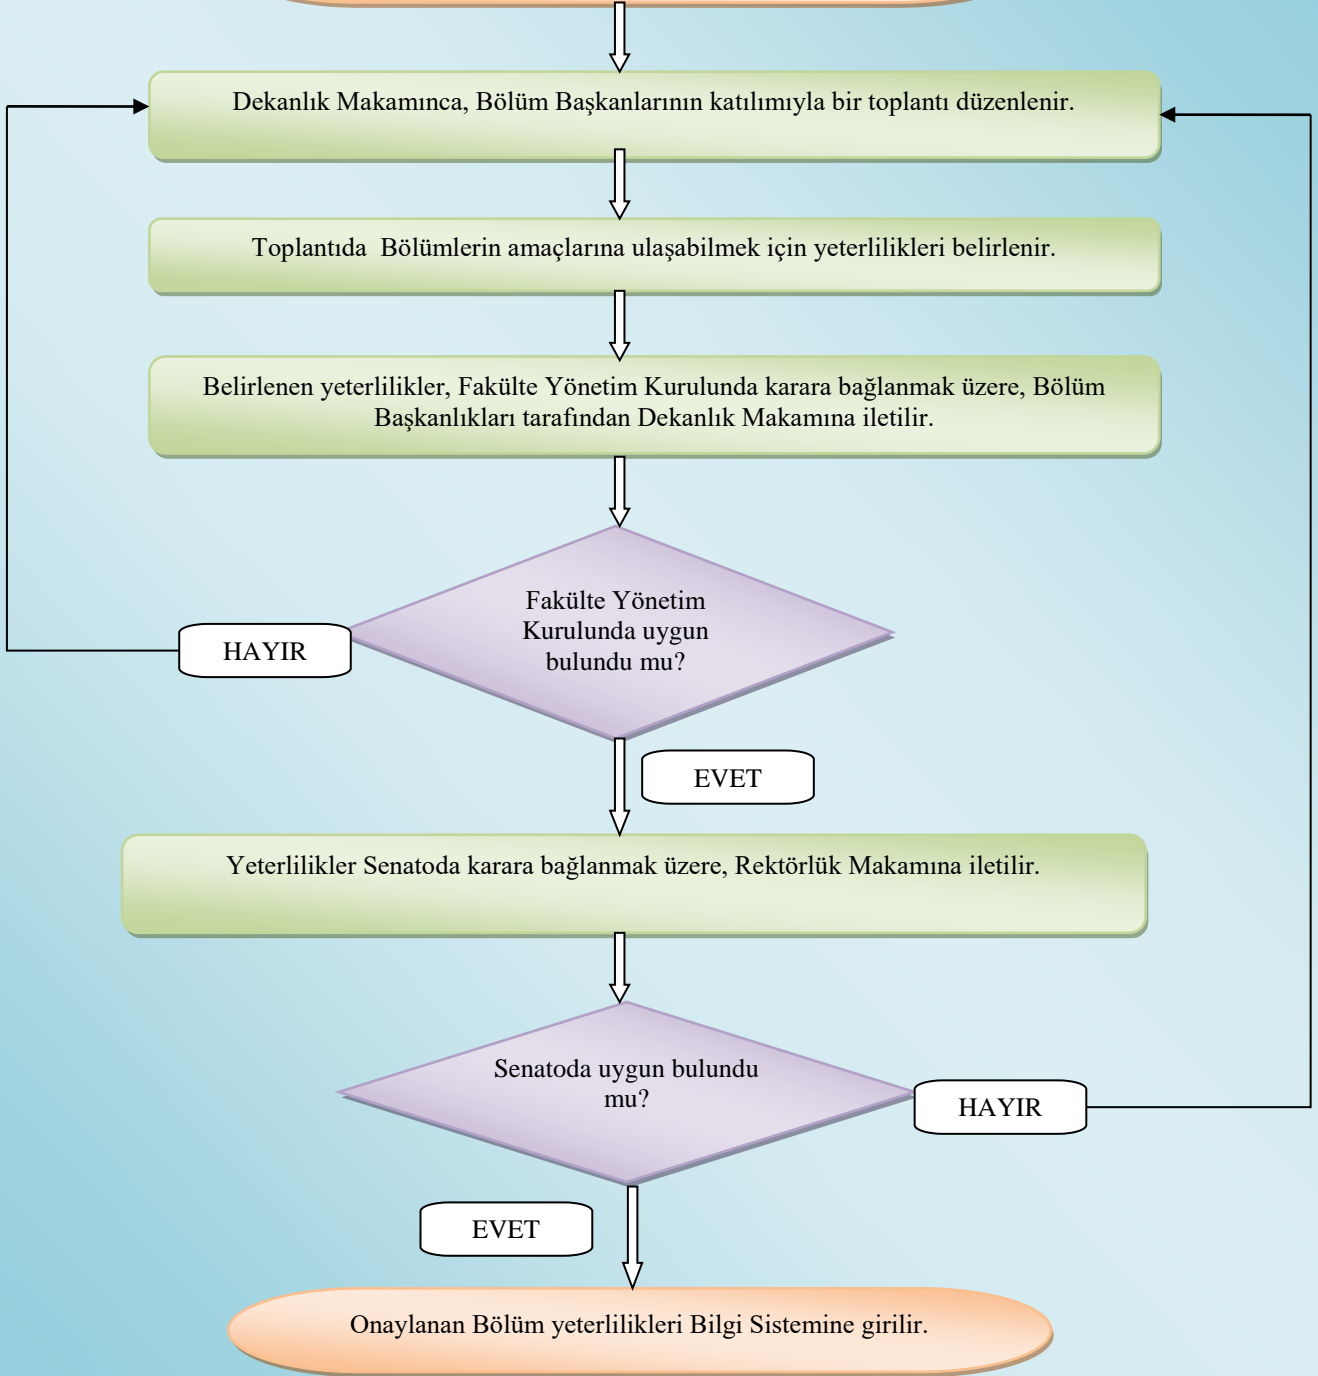 Dekanlık Makamınca, Bölüm Başkanlarının katılımıyla bir toplantı düzenlenir.
Toplantıda  Bölümlerin amaçlarına ulaşabilmek için yeterlilikleri belirlenir.
Belirlenen yeterlilikler, Fakülte Yönetim Kurulunda karara bağlanmak üzere, Bölüm
Başkanlıkları tarafından Dekanlık Makamına iletilir.
Fakülte Yönetim
Kurulunda uygun
bulundu mu?
HAYIR
EVET
Yeterlilikler Senatoda karara bağlanmak üzere, Rektörlük Makamına iletilir.
Senatoda uygun bulundu
mu?
HAYIR
EVET
Onaylanan Bölüm yeterlilikleri Bilgi Sistemine girilir.